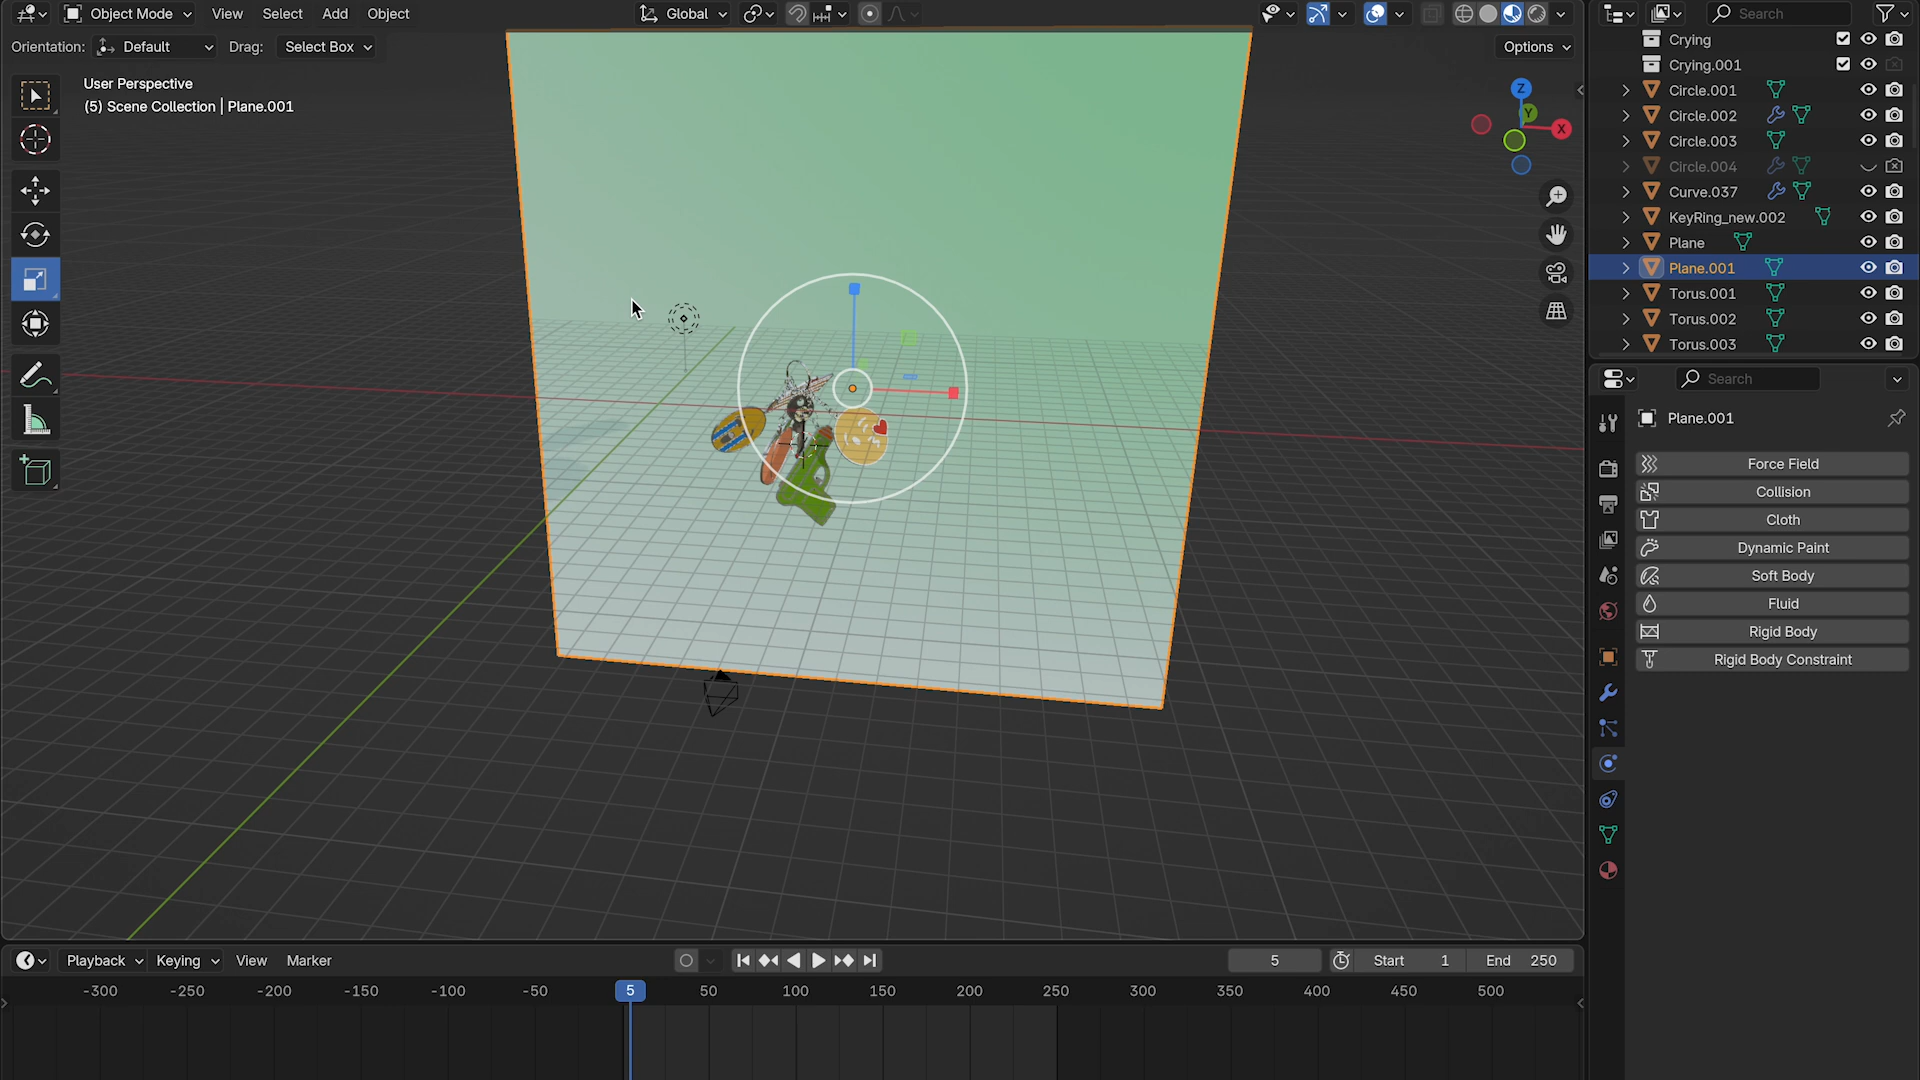 Object Mode View Select Add Object Global Search
Orientation: Default Drag: Select Box Options
User Perspective
(5) Scene Collection | Plane.001
Z
Y
X
Crying
Crying.001
Circle.001
Circle.002
Circle.003
Circle.004
Curve.037
KeyRing_new.002
Plane
Plane.001
Torus.001
Torus.002
Torus.003
Search
Plane.001
Force Field
Collision
Cloth
Dynamic Paint
Soft Body
Fluid
Rigid Body
Rigid Body Constraint
Playback Keying View Marker 5 Start 1 End 250
-300 -250 -200 -150 -100 -50 5 50 100 150 200 250 300 350 400 450 500